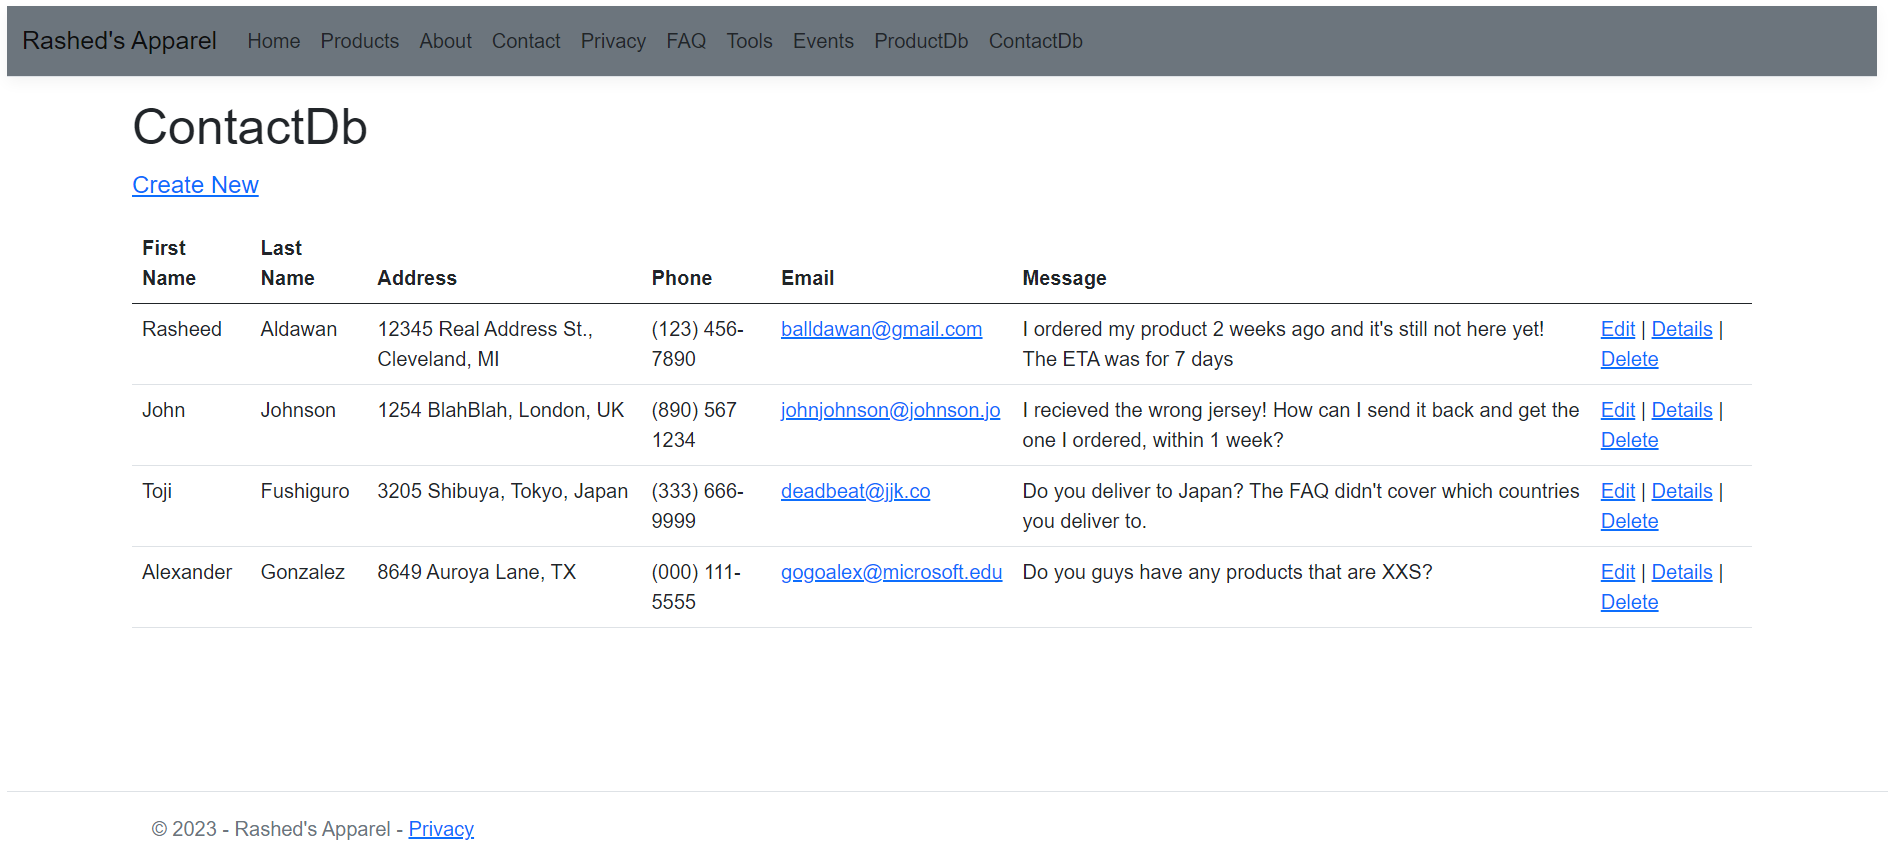 Rashed's Apparel Home Products About Contact Privacy FAQ Tools Events ProductDb ContactDb
ContactDb
Create New
First Name Last Name Address Phone Email Message
Rasheed Aldawan 12345 Real Address St., Cleveland, MI (123) 456-7890 balldawan@gmail.com I ordered my product 2 weeks ago and it's still not here yet! The ETA was for 7 days Edit | Details | Delete
John Johnson 1254 BlahBlah, London, UK (890) 567 1234 johnjohnson@johnson.jo I recieved the wrong jersey! How can I send it back and get the one I ordered, within 1 week? Edit | Details | Delete
Toji Fushiguro 3205 Shibuya, Tokyo, Japan (333) 666-9999 deadbeat@jjk.co Do you deliver to Japan? The FAQ didn't cover which countries you deliver to. Edit | Details | Delete
Alexander Gonzalez 8649 Auroya Lane, TX (000) 111-5555 gogoalex@microsoft.edu Do you guys have any products that are XXS? Edit | Details | Delete
© 2023 - Rashed's Apparel - Privacy